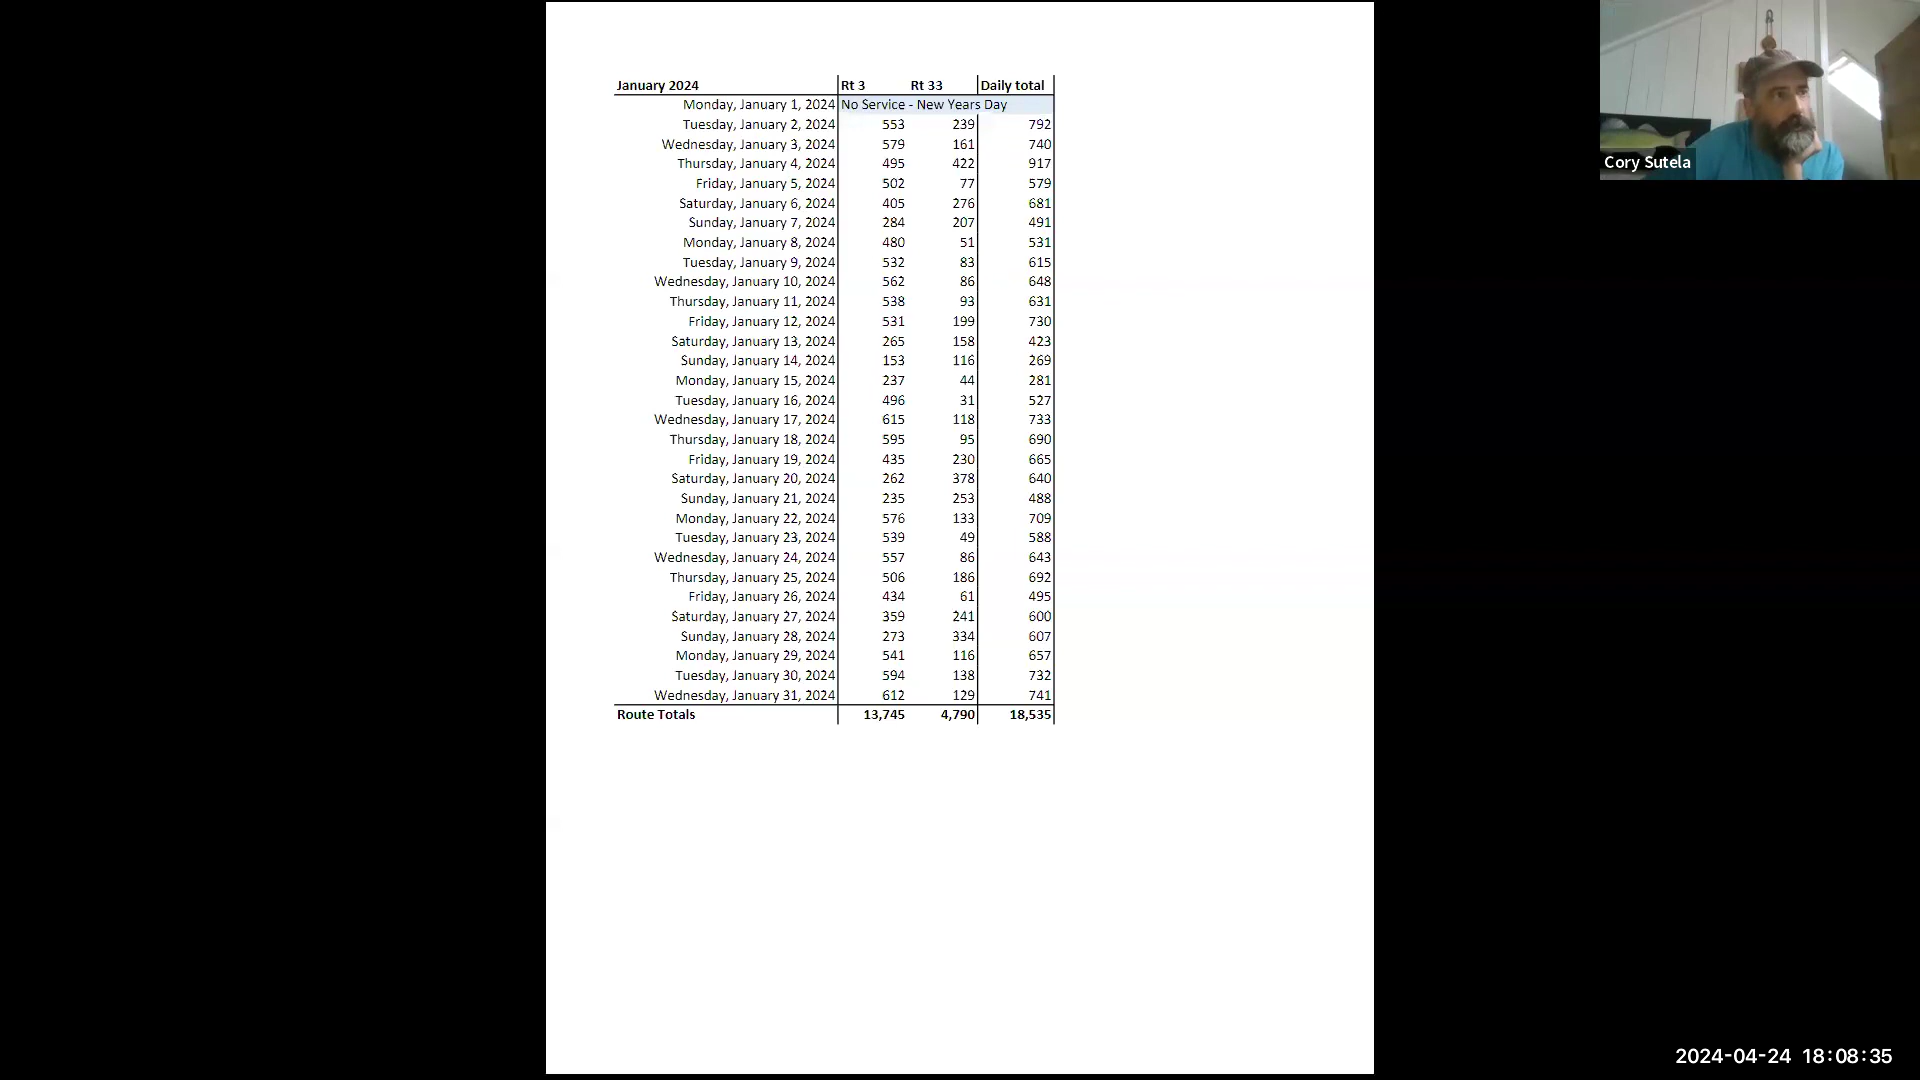 January 2024 Rt 3 Rt 33 Daily total
Monday, January 1, 2024 No Service - New Years Day
Tuesday, January 2, 2024 553 239 792
Wednesday, January 3, 2024 579 161 740
Thursday, January 4, 2024 495 422 917
Friday, January 5, 2024 502 77 579
Saturday, January 6, 2024 405 276 681
Sunday, January 7, 2024 284 207 491
Monday, January 8, 2024 480 51 531
Tuesday, January 9, 2024 532 83 615
Wednesday, January 10, 2024 562 86 648
Thursday, January 11, 2024 538 93 631
Friday, January 12, 2024 531 199 730
Saturday, January 13, 2024 265 158 423
Sunday, January 14, 2024 153 116 269
Monday, January 15, 2024 237 44 281
Tuesday, January 16, 2024 496 31 527
Wednesday, January 17, 2024 615 118 733
Thursday, January 18, 2024 595 95 690
Friday, January 19, 2024 435 230 665
Saturday, January 20, 2024 262 378 640
Sunday, January 21, 2024 235 253 488
Monday, January 22, 2024 576 133 709
Tuesday, January 23, 2024 539 49 588
Wednesday, January 24, 2024 557 86 643
Thursday, January 25, 2024 506 186 692
Friday, January 26, 2024 434 61 495
Saturday, January 27, 2024 359 241 600
Sunday, January 28, 2024 273 334 607
Monday, January 29, 2024 541 116 657
Tuesday, January 30, 2024 594 138 732
Wednesday, January 31, 2024 612 129 741
Route Totals 13,745 4,790 18,535
Cory Sutela
2024-04-24 18:08:35